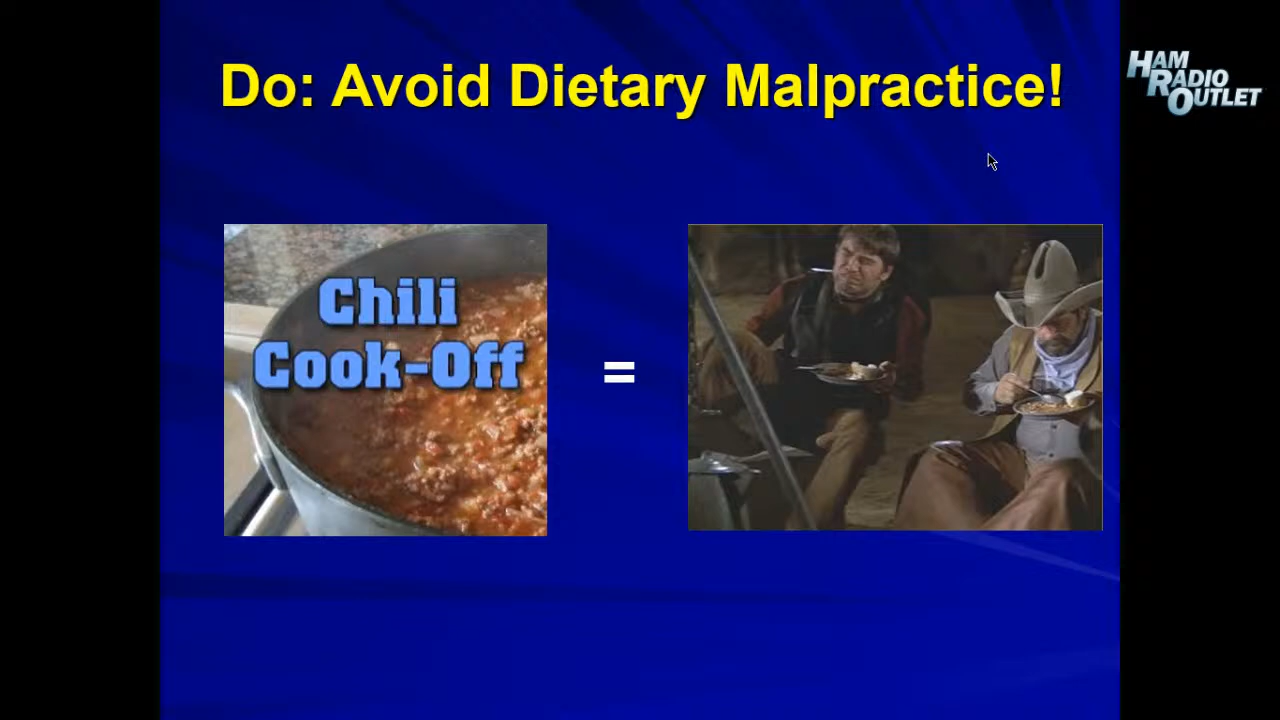 Do: Avoid Dietary Malpractice!
HAM
RADIO
OUTLET
Chili
Cook-Off
=